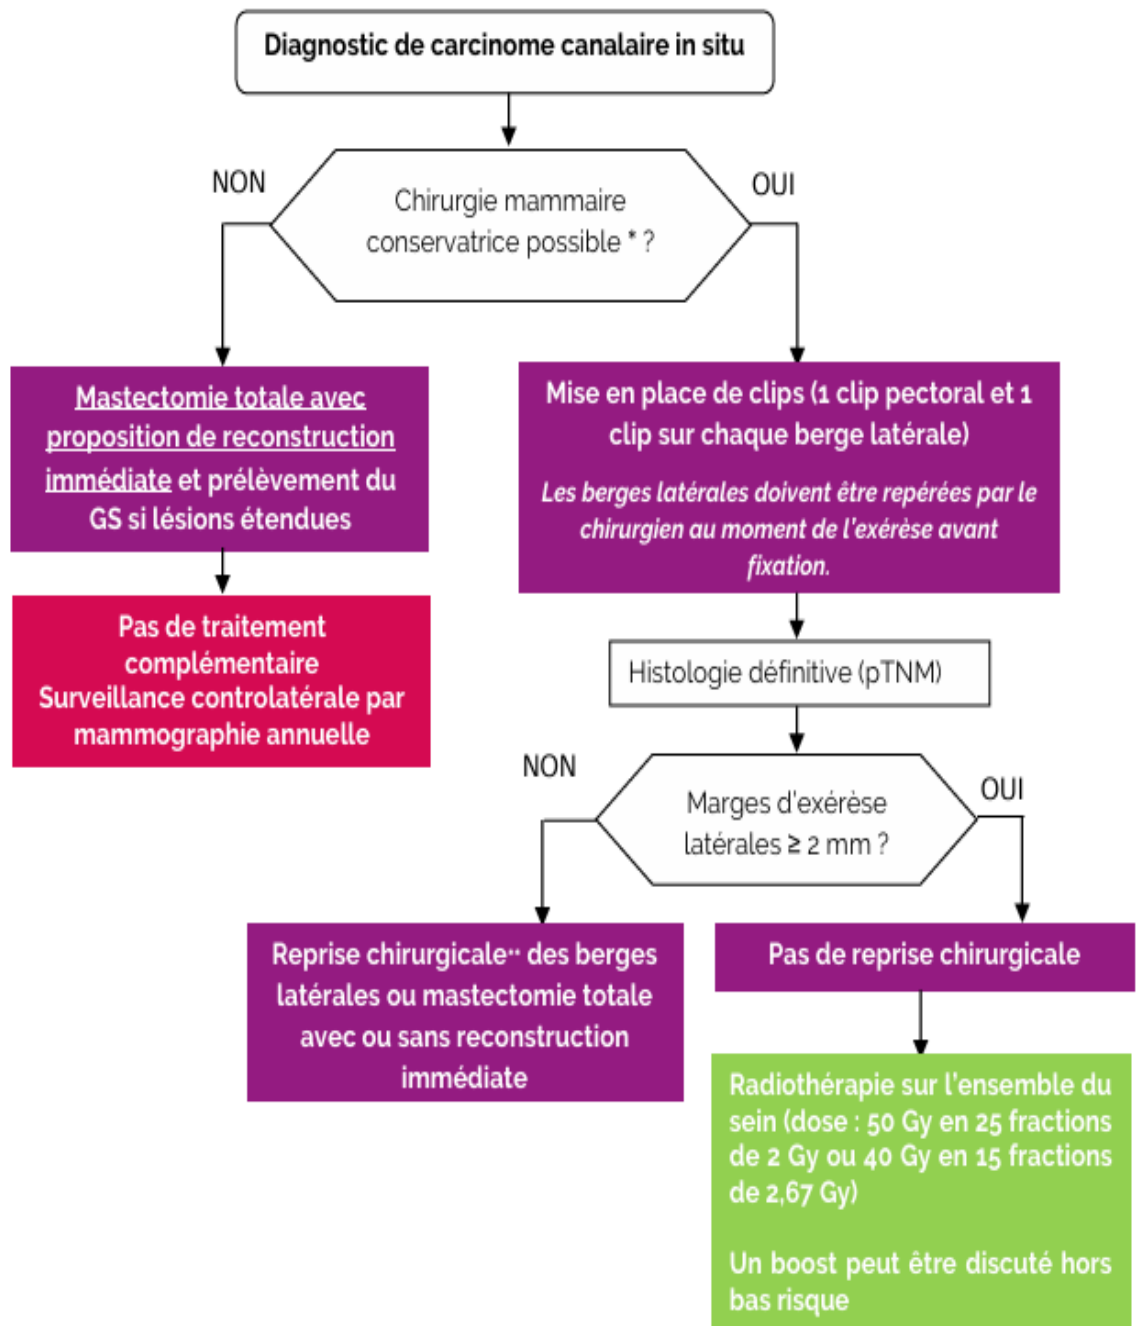 Diagnostic de carcinome canalaire in situ
NON
OUI
Chirurgie mammaire
conservatrice possible * ?
Mastectomie totale avec
proposition de reconstruction
immédiate et prélèvement du
GS si lésions étendues
Mise en place de clips (1 clip pectoral et 1
clip sur chaque berge latérale)
Les berges latérales doivent être repérées par le
chirurgien au moment de l'exérèse avant
fixation.
Pas de traitement
complémentaire
Surveillance controlatérale par
mammographie annuelle
Histologie définitive (pTNM)
NON
OUI
Marges d'exérèse
latérales ≥ 2 mm ?
Reprise chirurgicale** des berges
latérales ou mastectomie totale
avec ou sans reconstruction
immédiate
Pas de reprise chirurgicale
Radiothérapie sur l'ensemble du
sein (dose : 50 Gy en 25 fractions
de 2 Gy ou 40 Gy en 15 fractions
de 2,67 Gy)
Un boost peut être discuté hors
bas risque